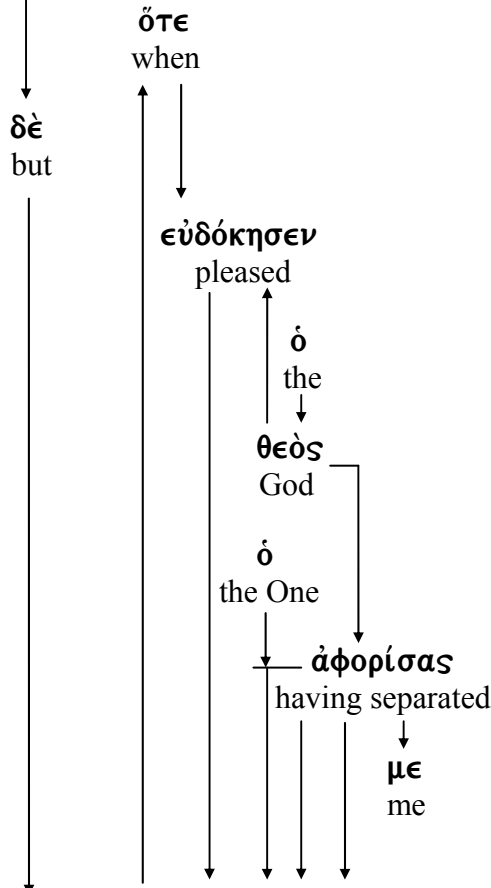 ὅτε
when
δὲ
but
εὐδόκησεν
pleased
ὁ
the
θεὸς
God
ὁ
the One
ἀφορίσας
having separated
με
me